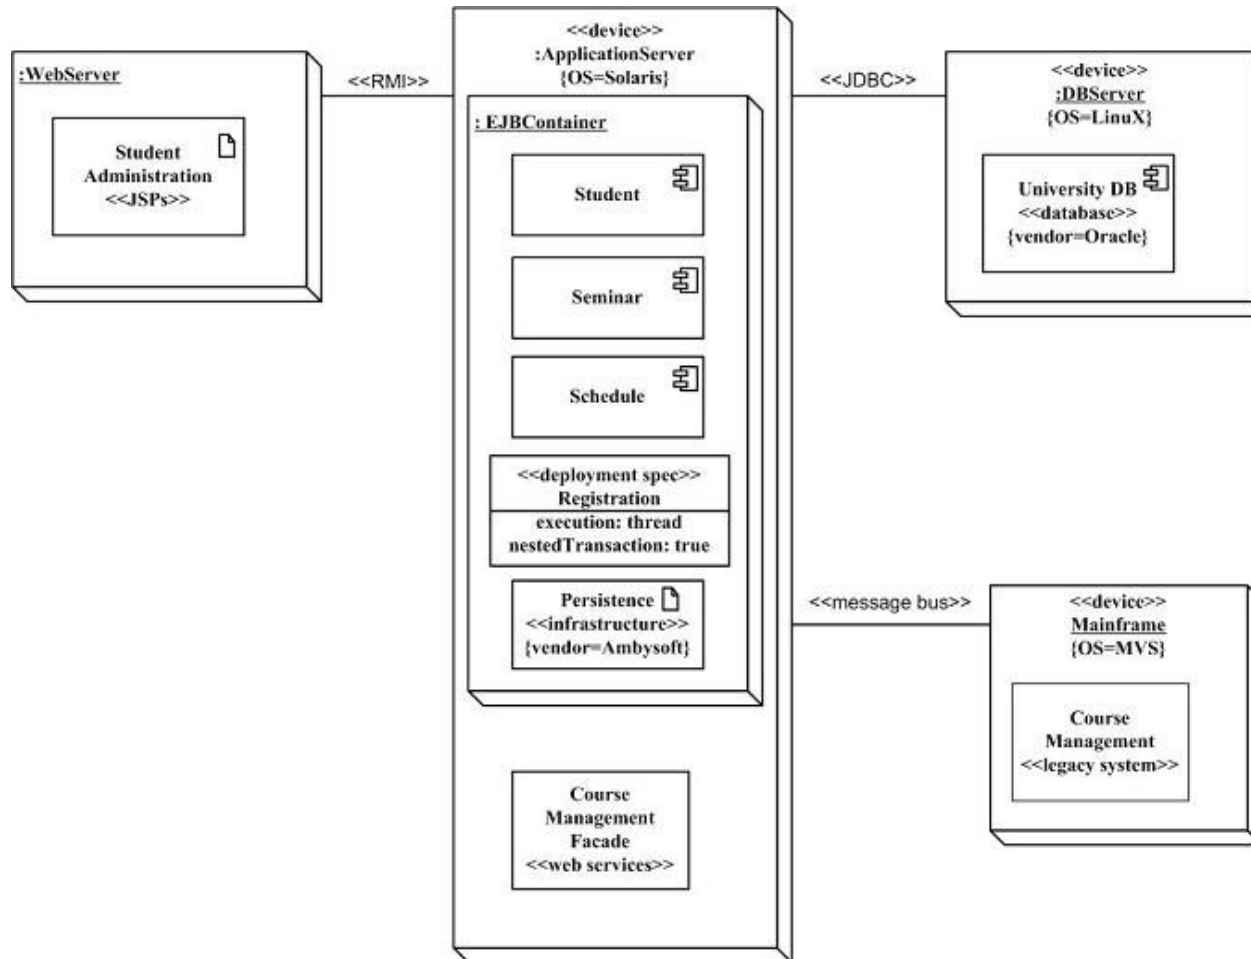 :WebServer
Student
Administration
<<JSPs>>
<<RMI>>
<<device>>
:ApplicationServer
{OS=Solaris}
: EJBContainer
Student
Seminar
Schedule
<<deployment spec>>
Registration
execution: thread
nestedTransaction: true
Persistence
<<infrastructure>>
{vendor=Ambysoft}
Course
Management
Facade
<<web services>>
<<JDBC>>
<<device>>
:DBServer
{OS=LinuX}
University DB
<<database>>
{vendor=Oracle}
<<message bus>>
<<device>>
Mainframe
{OS=MVS}
Course
Management
<<legacy system>>